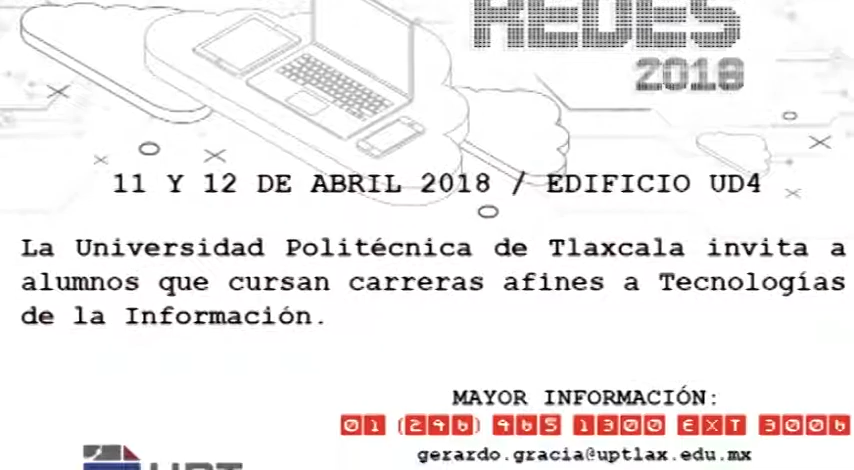 REDES
2018
11 Y 12 DE ABRIL 2018 / EDIFICIO UD4
La Universidad Politécnica de Tlaxcala invita a
alumnos que cursan carreras afines a Tecnologías
de la Información.
MAYOR INFORMACIÓN:
01 (246) 465 1300 EXT 3006
gerardo.gracia@uptlax.edu.mx
UPT